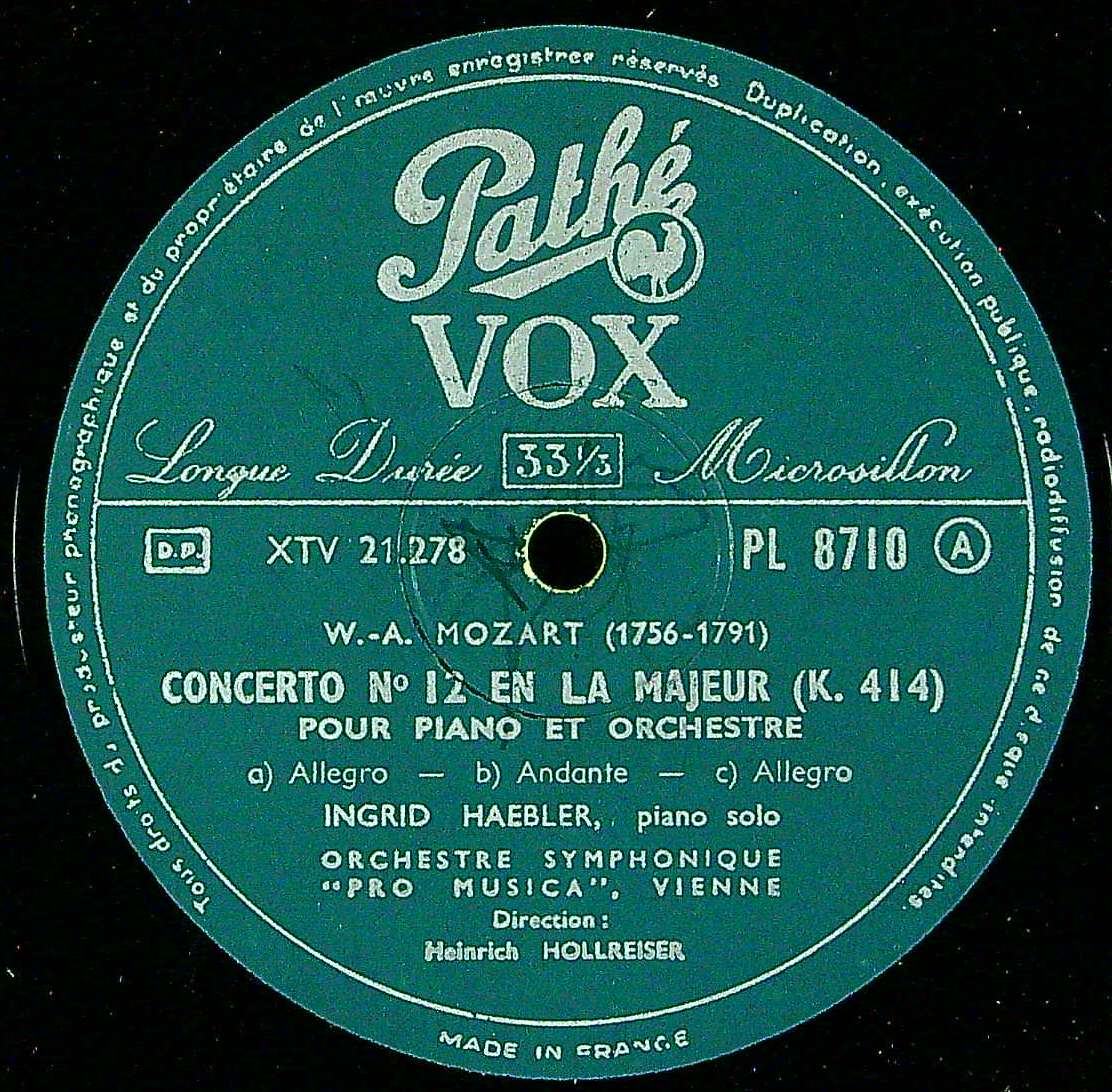 Tous droits du producteur phonographique et du propriétaire de l'œuvre enregistrée réservés Duplication, exécution publique, radiodiffusion de ce disque interdites.
Pathé
VOX
Longue Durée 33 1/3 Microsillon
D.P. XTV 21.278 PL 8710 A
W.-A. MOZART (1756-1791)
CONCERTO Nº 12 EN LA MAJEUR (K. 414)
POUR PIANO ET ORCHESTRE
a) Allegro — b) Andante — c) Allegro
INGRID HAEBLER, piano solo
ORCHESTRE SYMPHONIQUE
“PRO MUSICA”, VIENNE
Direction :
Heinrich HOLLREISER
MADE IN FRANCE